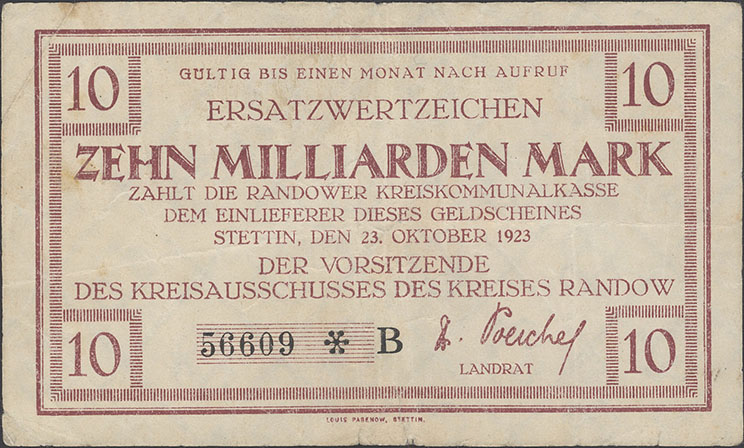 10 10
GÜLTIG BIS EINEN MONAT NACH AUFRUF
ERSATZWERTZEICHEN
ZEHN MILLIARDEN MARK
ZAHLT DIE RANDOWER KREISKOMMUNALKASSE
DEM EINLIEFERER DIESES GELDSCHEINES
STETTIN, DEN 23. OKTOBER 1923
DER VORSITZENDE
DES KREISAUSSCHUSSES DES KREISES RANDOW
10 56609 * B 10
LANDRAT
LOUIS PASENOW, STETTIN.